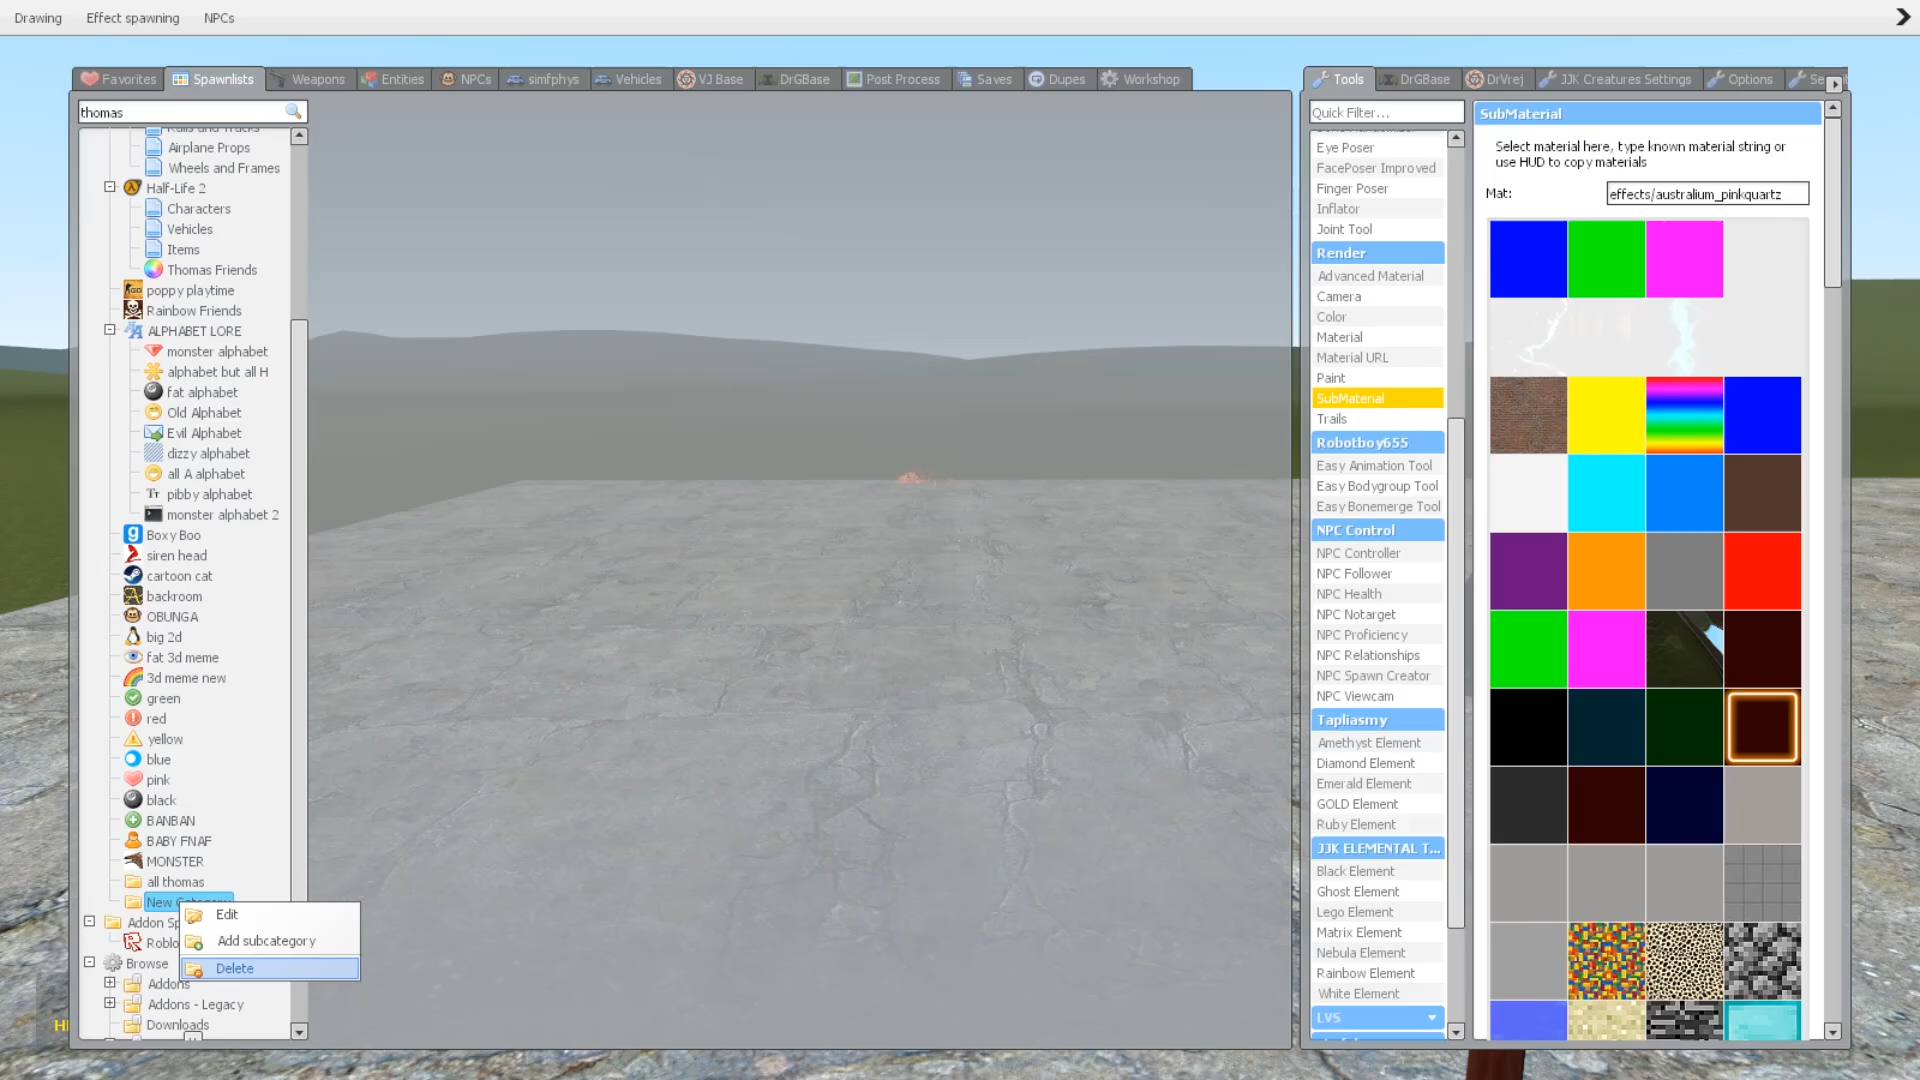 Drawing
Effect spawning
NPCs
Favorites
Spawnlists
Weapons
Entities
NPCs
simfphys
Vehicles
VJ Base
DrGBase
Post Process
Saves
Dupes
Workshop
thomas
Rails and Tracks
Airplane Props
Wheels and Frames
Half-Life 2
Characters
Vehicles
Items
Thomas Friends
poppy playtime
Rainbow Friends
ALPHABET LORE
monster alphabet
alphabet but all H
fat alphabet
Old Alphabet
Evil Alphabet
dizzy alphabet
all A alphabet
pibby alphabet
monster alphabet 2
Boxy Boo
siren head
cartoon cat
backroom
OBUNGA
big 2d
fat 3d meme
3d meme new
green
red
yellow
blue
pink
black
BANBAN
BABY FNAF
MONSTER
all thomas
New Category
Addon Sp
Roblo
Browse
Addons
Addons - Legacy
Downloads
Edit
Add subcategory
Delete
Tools
DrGBase
DrVrej
JJK Creatures Settings
Options
Quick Filter...
Eye Poser
FacePoser Improved
Finger Poser
Inflator
Joint Tool
Render
Advanced Material
Camera
Color
Material
Material URL
Paint
SubMaterial
Trails
Robotboy655
Easy Animation Tool
Easy Bodygroup Tool
Easy Bonemerge Tool
NPC Control
NPC Controller
NPC Follower
NPC Health
NPC Notarget
NPC Proficiency
NPC Relationships
NPC Spawn Creator
NPC Viewcam
Tapliasmy
Amethyst Element
Diamond Element
Emerald Element
GOLD Element
Ruby Element
JJK ELEMENTAL T...
Black Element
Ghost Element
Lego Element
Matrix Element
Nebula Element
Rainbow Element
White Element
LVS
SubMaterial
Select material here, type known material string or
use HUD to copy materials
Mat:
effects/australium_pinkquartz